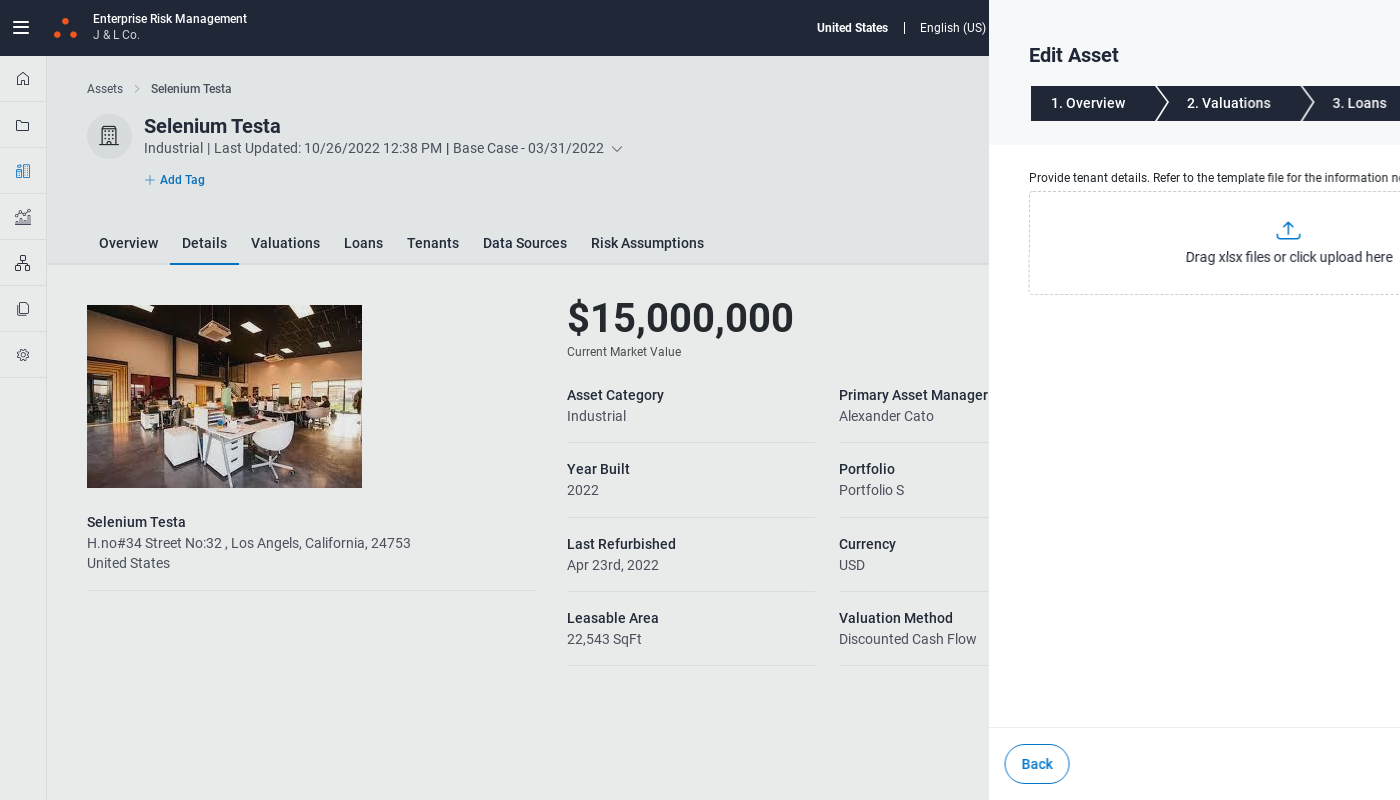 Enterprise Risk Management
J & L Co.
United States
English (US)
Assets
Selenium Testa
Selenium Testa
Industrial | Last Updated: 10/26/2022 12:38 PM | Base Case - 03/31/2022
Add Tag
Overview
Details
Valuations
Loans
Tenants
Data Sources
Risk Assumptions
Selenium Testa
H.no#34 Street No:32 , Los Angels, California, 24753
United States
$15,000,000
Current Market Value
Asset Category
Industrial
Primary Asset Manager
Alexander Cato
Year Built
2022
Portfolio
Portfolio S
Last Refurbished
Apr 23rd, 2022
Currency
USD
Leasable Area
22,543 SqFt
Valuation Method
Discounted Cash Flow
Edit Asset
1. Overview
2. Valuations
3. Loans
Provide tenant details. Refer to the template file for the information
Drag xlsx files or click upload here
Back